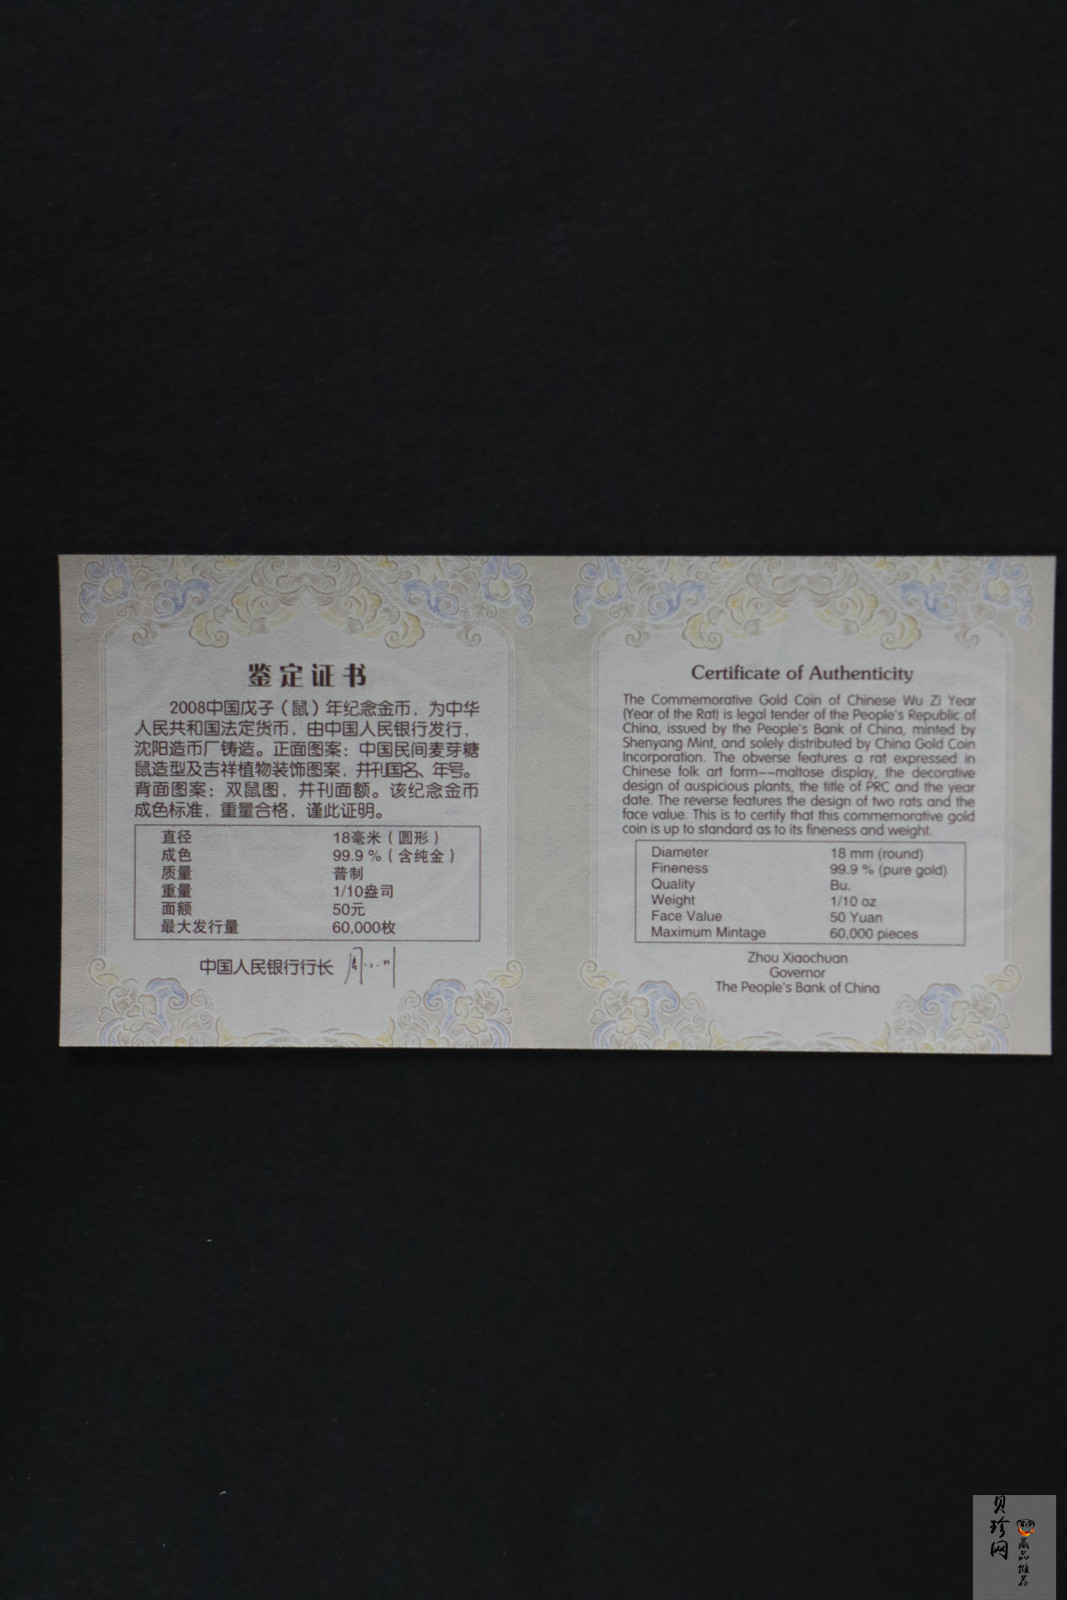 鉴定证书
2008中国戊子（鼠）年纪念金币，为中华
人民共和国法定货币，由中国人民银行发行，
沈阳造币厂铸造。正面图案：中国民间麦芽糖
鼠造型及吉祥植物装饰图案，并刊国名、年号。
背面图案：双鼠图，并刊面额。该纪念金币
成色标准，重量合格，谨此证明。
直径 18毫米（圆形）
成色 99.9％（含纯金）
质量 普制
重量 1/10盎司
面额 50元
最大发行量 60,000枚
中国人民银行行长
Certificate of Authenticity
The Commemorative Gold Coin of Chinese Wu Zi Year
(Year of the Rat) is legal tender of the People's Republic of
China, issued by the People's Bank of China, minted by
Shenyang Mint, and solely distributed by China Gold Coin
Incorporation. The obverse features a rat expressed in
Chinese folk art form--maltose display, the decorative
design of auspicious plants, the title of PRC and the year
date. The reverse features the design of two rats and the
face value. This is to certify that this commemorative gold
coin is up to standard as to its fineness and weight.
Diameter 18 mm (round)
Fineness 99.9 % (pure gold)
Quality Bu.
Weight 1/10 oz
Face Value 50 Yuan
Maximum Mintage 60,000 pieces
Zhou Xiaochuan
Governor
The People's Bank of China
贝珍网
藏品推荐